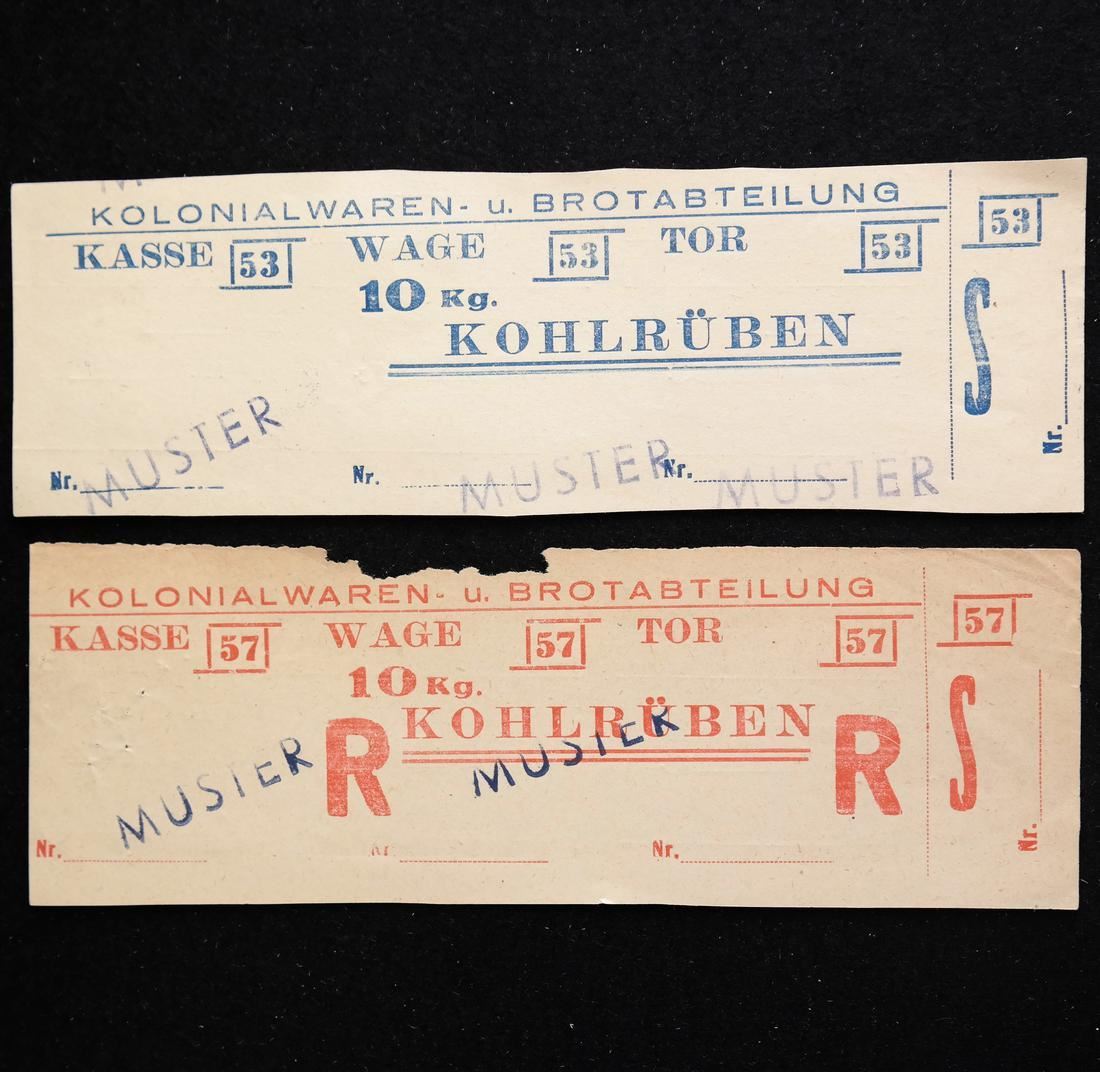 KOLONIALWAREN- u. BROTABTEILUNG
KASSE 53 WAGE 53 TOR 53 53
10 Kg.
KOHLRÜBEN
S
MUSTER MUSTER MUSTER
Nr. Nr. Nr. Nr.
KOLONIALWAREN- u. BROTABTEILUNG
KASSE 57 WAGE 57 TOR 57 57
10 Kg.
KOHLRÜBEN
R R S
MUSTER MUSTER
Nr. Nr. Nr. Nr.